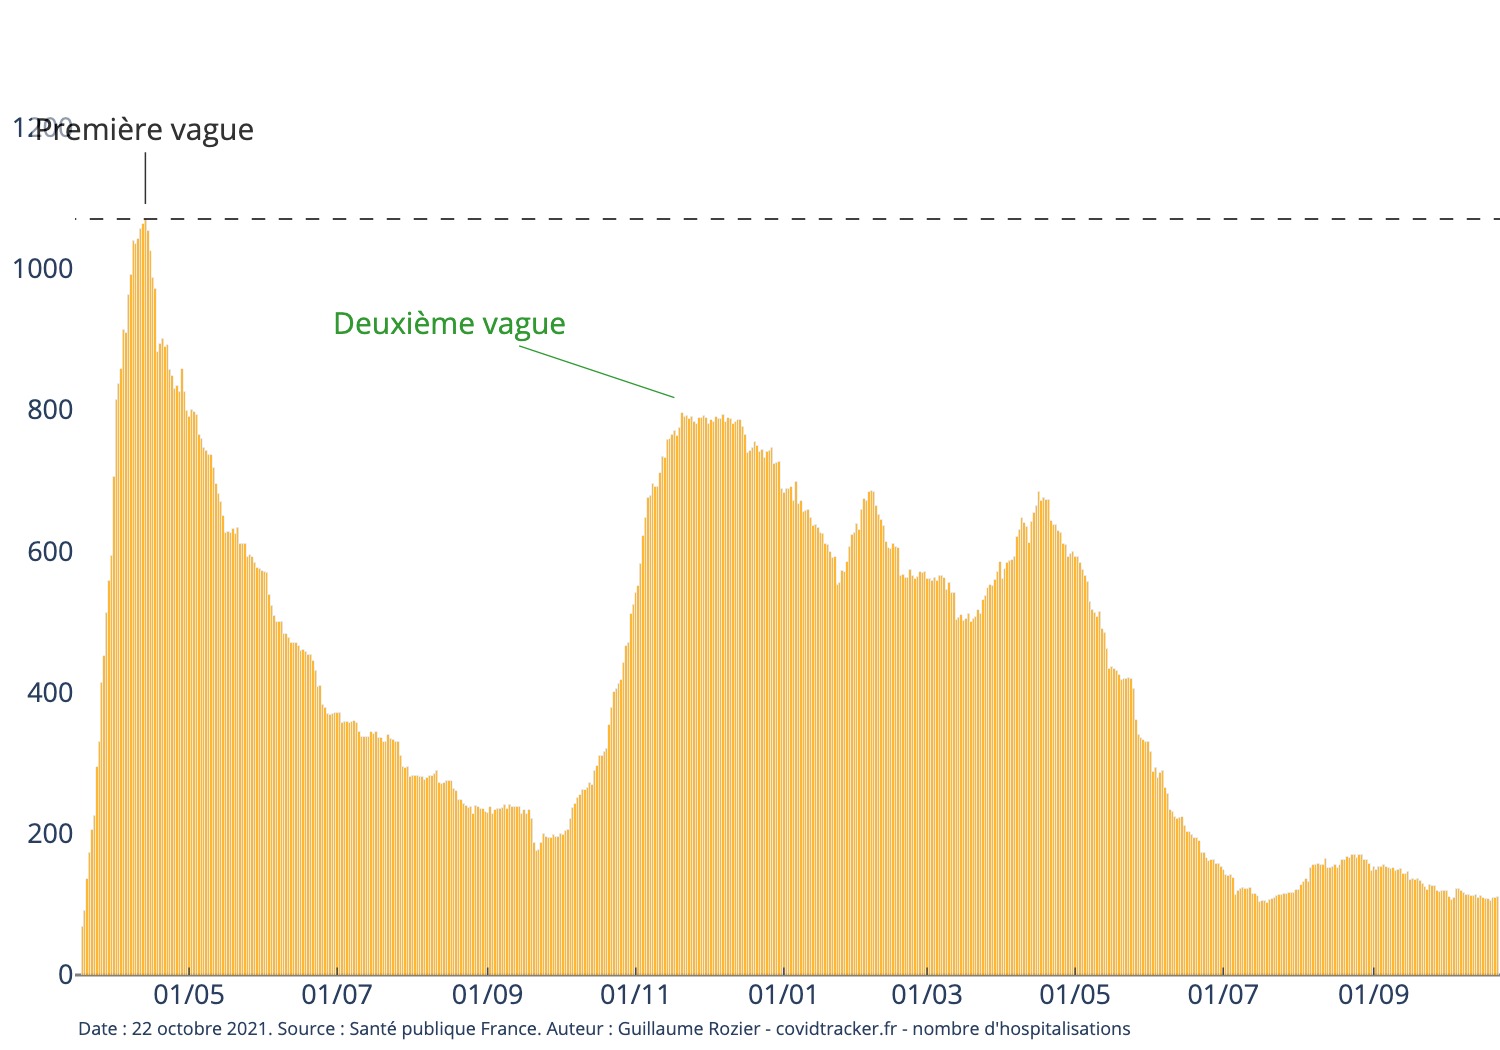 1200
Première vague
1000
Deuxième vague
800
600
400
200
0
01/05 01/07 01/09 01/11 01/01 01/03 01/05 01/07 01/09
Date : 22 octobre 2021. Source : Santé publique France. Auteur : Guillaume Rozier - covidtracker.fr - nombre d'hospitalisations